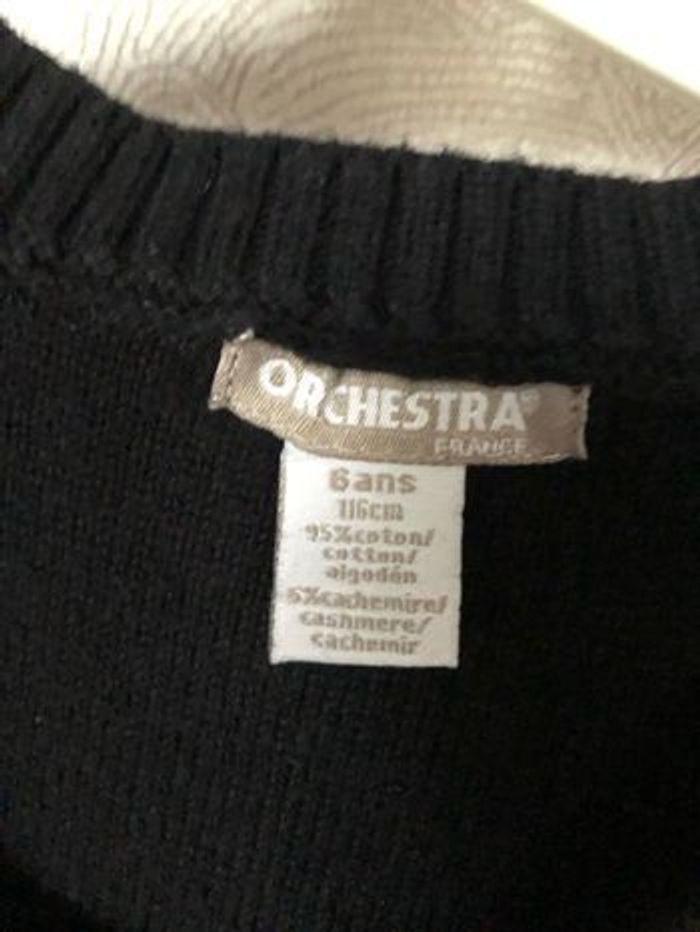 ORCHESTRA
FRANCE
6ans
116cm
95%coton/
cotton/
algodón
5%cachemire/
cashmere/
cachemir